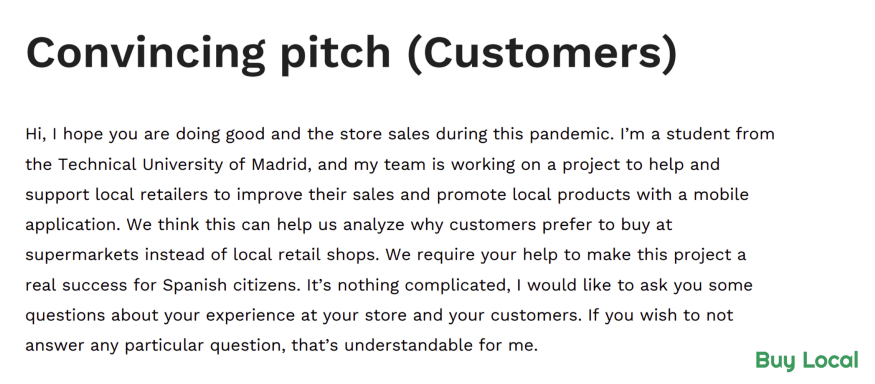 Convincing pitch (Customers)
Hi, I hope you are doing good and the store sales during this pandemic. I’m a student from
the Technical University of Madrid, and my team is working on a project to help and
support local retailers to improve their sales and promote local products with a mobile
application. We think this can help us analyze why customers prefer to buy at
supermarkets instead of local retail shops. We require your help to make this project a
real success for Spanish citizens. It’s nothing complicated, I would like to ask you some
questions about your experience at your store and your customers. If you wish to not
answer any particular question, that’s understandable for me.
Buy Local